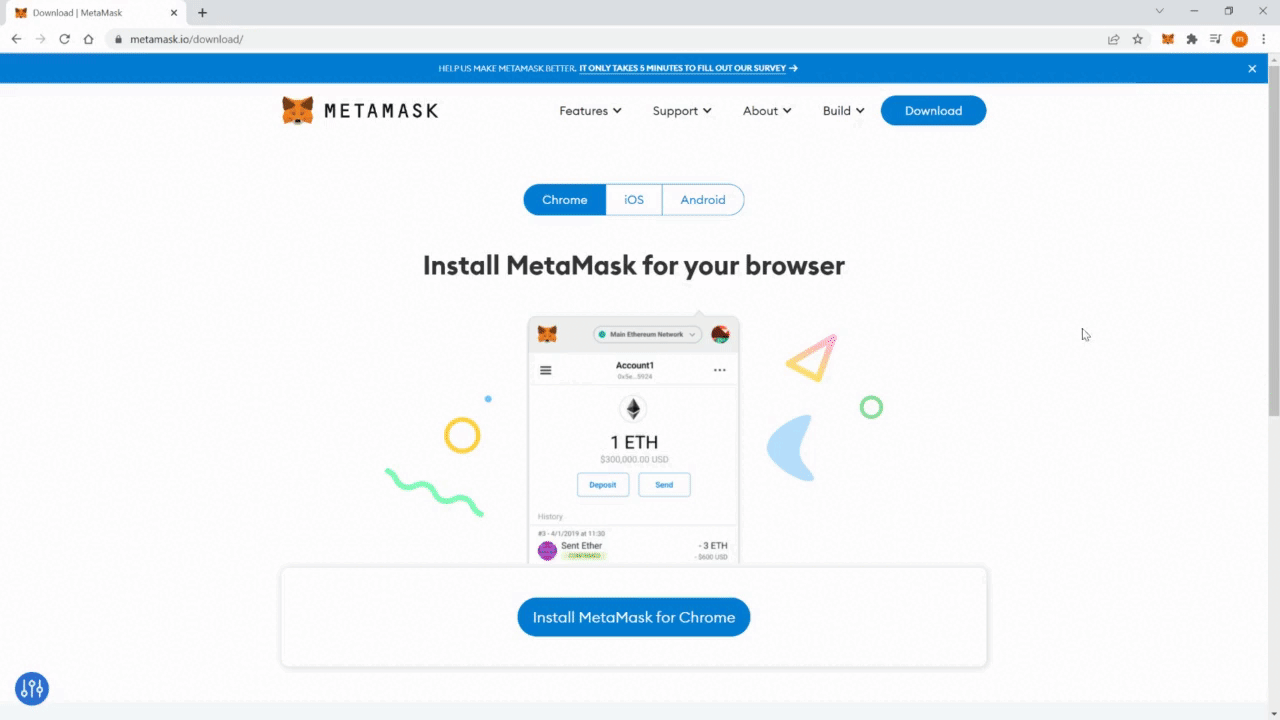 Download | MetaMask
metamask.io/download/
m
HELP US MAKE METAMASK BETTER. IT ONLY TAKES 5 MINUTES TO FILL OUT OUR SURVEY →
METAMASK
Features
Support
About
Build
Download
Chrome
iOS
Android
Install MetaMask for your browser
Main Ethereum Network
Account1
1 ETH
$300,000.00 USD
Deposit
Send
History
#3 - 4/1/2019 at 11:30
Sent Ether
- 3 ETH
- $600 USD
Install MetaMask for Chrome